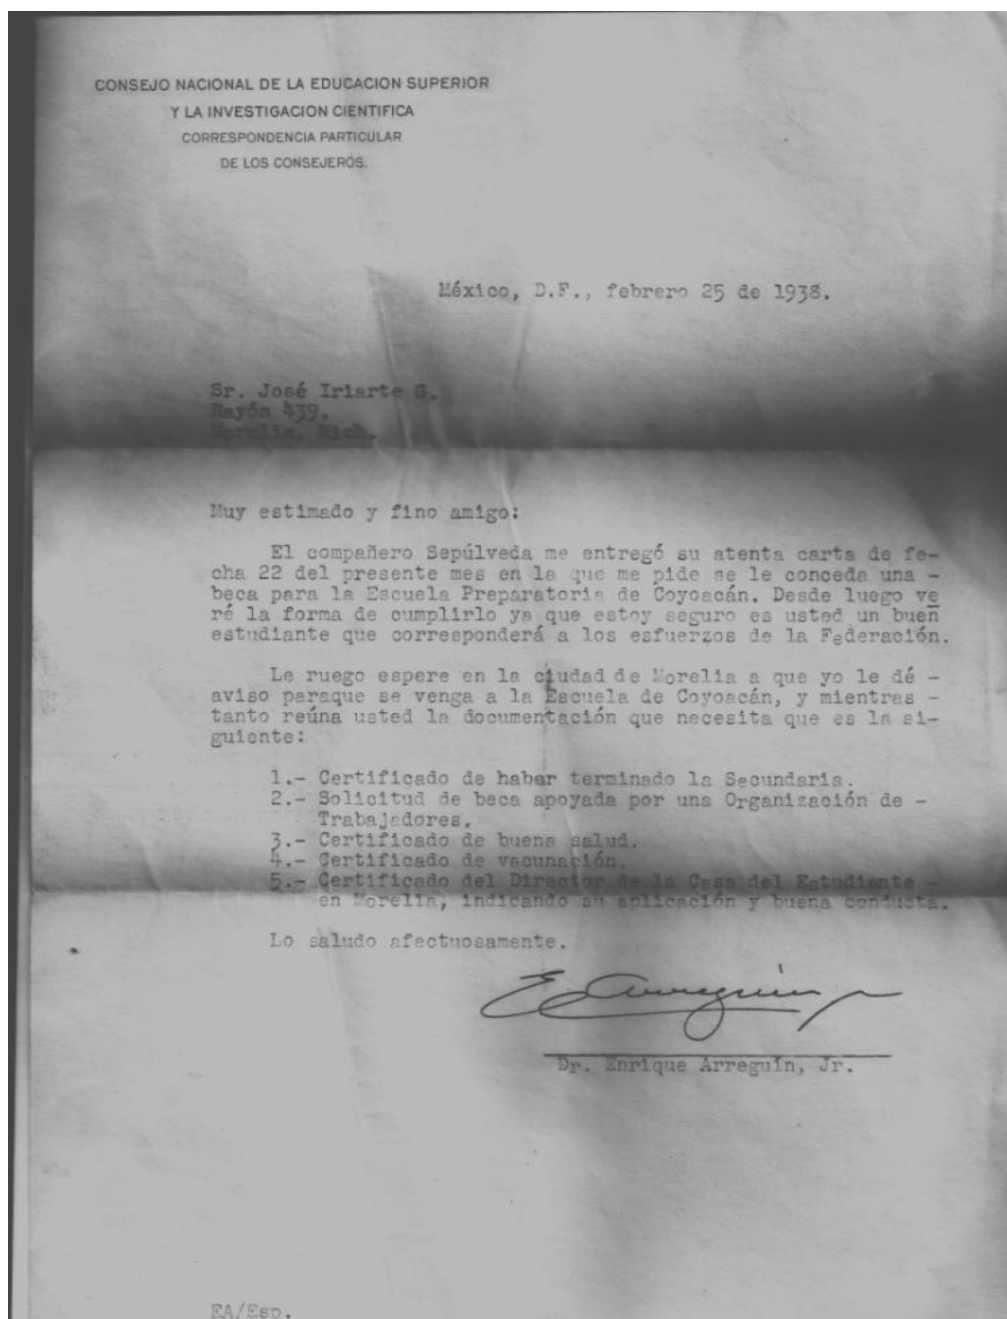 CONSEJO NACIONAL DE LA EDUCACION SUPERIOR
Y LA INVESTIGACION CIENTIFICA
CORRESPONDENCIA PARTICULAR
DE LOS CONSEJEROS.
México, D.F., febrero 25 de 1938.
Sr. José Iriarte G.
Rayón 439.
Morelia, Mich.
Muy estimado y fino amigo:
El compañero Sepúlveda me entregó su atenta carta de fe-
cha 22 del presente mes en la que me pide se le conceda una -
beca para la Escuela Preparatoria de Coyoacán. Desde luego ve
ré la forma de cumplirlo ya que estoy seguro es usted un buen
estudiante que corresponderá a los esfuerzos de la Federación.
Le ruego espere en la ciudad de Morelia a que yo le dé -
aviso paraque se venga a la Escuela de Coyoacán, y mientras -
tanto reúna usted la documentación que necesita que es la si-
guiente:
1.- Certificado de haber terminado la Secundaria.
2.- Solicitud de beca apoyada por una Organización de -
Trabajadores.
3.- Certificado de buena salud.
4.- Certificado de vacunación.
5.- Certificado del Director de la Casa del Estudiante -
en Morelia, indicando su aplicación y buena conducta.
Lo saludo afectuosamente.
E Arreguin jr
Dr. Enrique Arreguín, Jr.
EA/Esp.